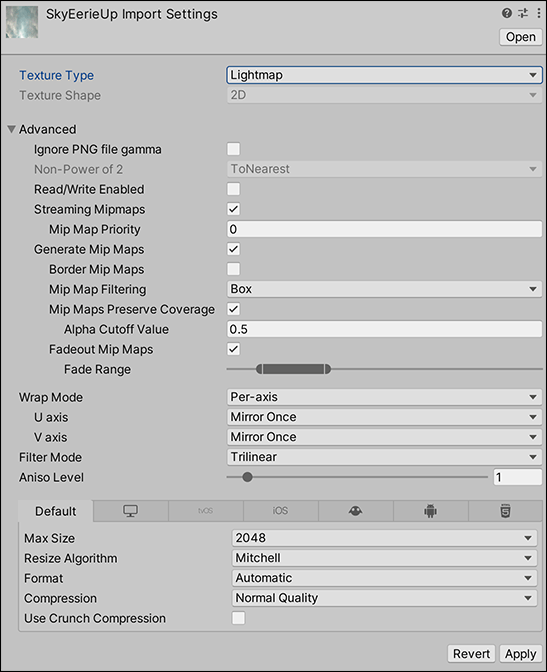 SkyEerieUp Import Settings
Open
Texture Type Lightmap
Texture Shape 2D
Advanced
Ignore PNG file gamma
Non-Power of 2 ToNearest
Read/Write Enabled
Streaming Mipmaps
Mip Map Priority 0
Generate Mip Maps
Border Mip Maps
Mip Map Filtering Box
Mip Maps Preserve Coverage
Alpha Cutoff Value 0.5
Fadeout Mip Maps
Fade Range
Wrap Mode Per-axis
U axis Mirror Once
V axis Mirror Once
Filter Mode Trilinear
Aniso Level 1
Default tvOS iOS
Max Size 2048
Resize Algorithm Mitchell
Format Automatic
Compression Normal Quality
Use Crunch Compression
Revert Apply